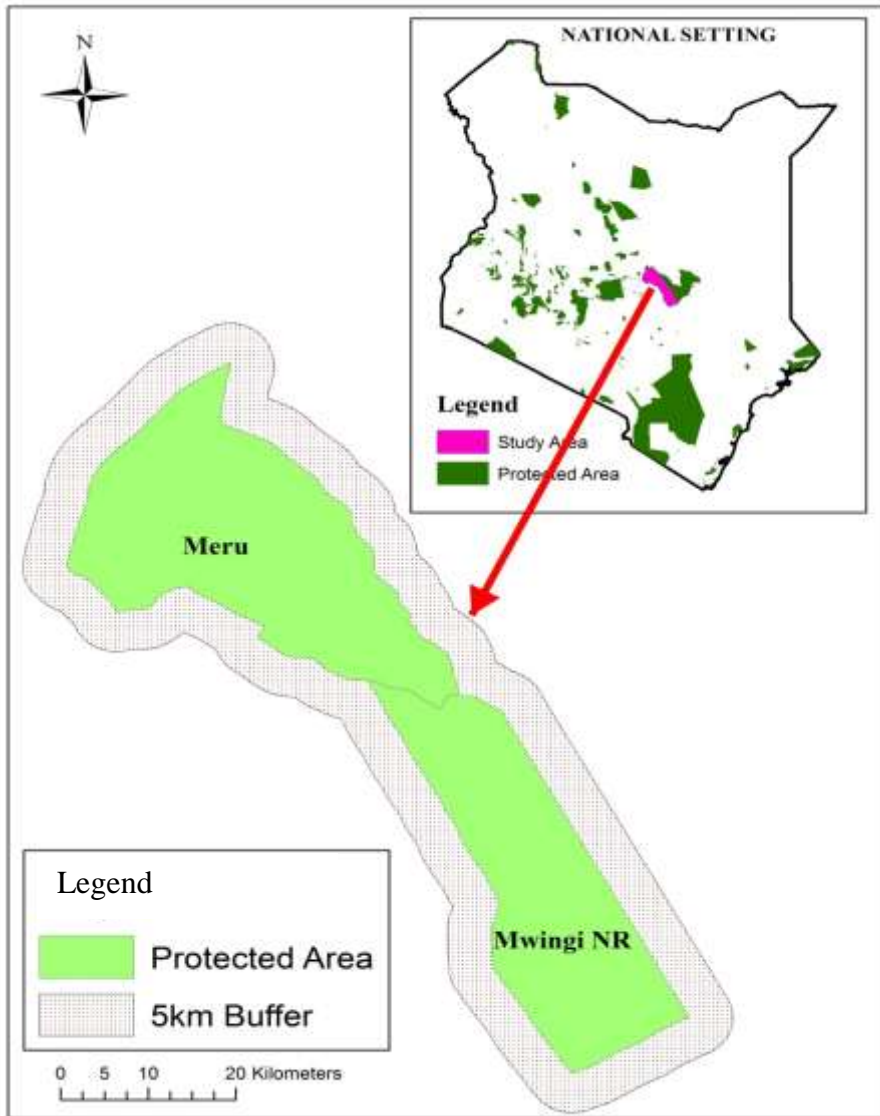 N
NATIONAL SETTING
Legend
Study Area
Protected Area
Meru
Mwingi NR
Legend
Protected Area
5km Buffer
0 5 10 20 Kilometers